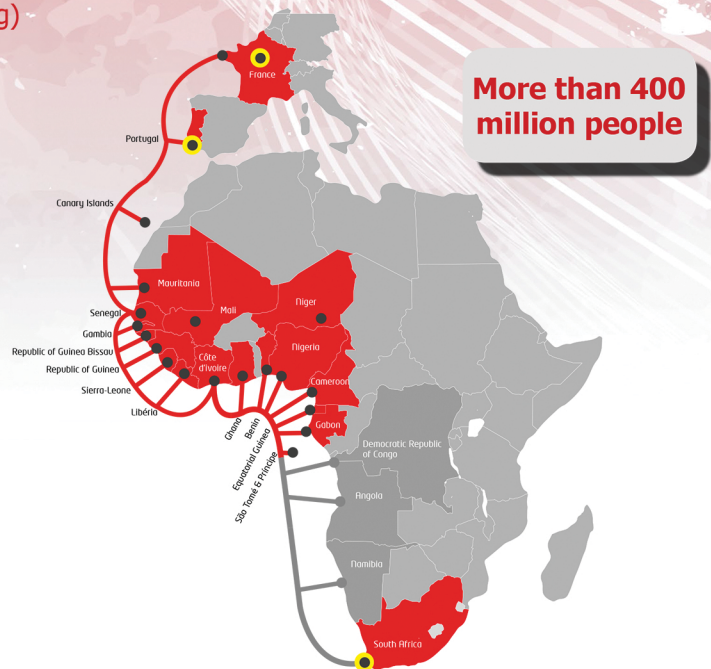 g)
More than 400
million people
France
Portugal
Canary Islands
Mauritania
Mali
Niger
Senegal
Gambia
Republic of Guinea Bissau
Republic of Guinea
Sierra-Leone
Libéria
Côte
d'Ivoire
Nigeria
Cameroon
Ghana
Benin
Equatorial Guinea
São Tomé & Príncipe
Gabon
Democratic Republic
of Congo
Angola
Namibia
South Africa